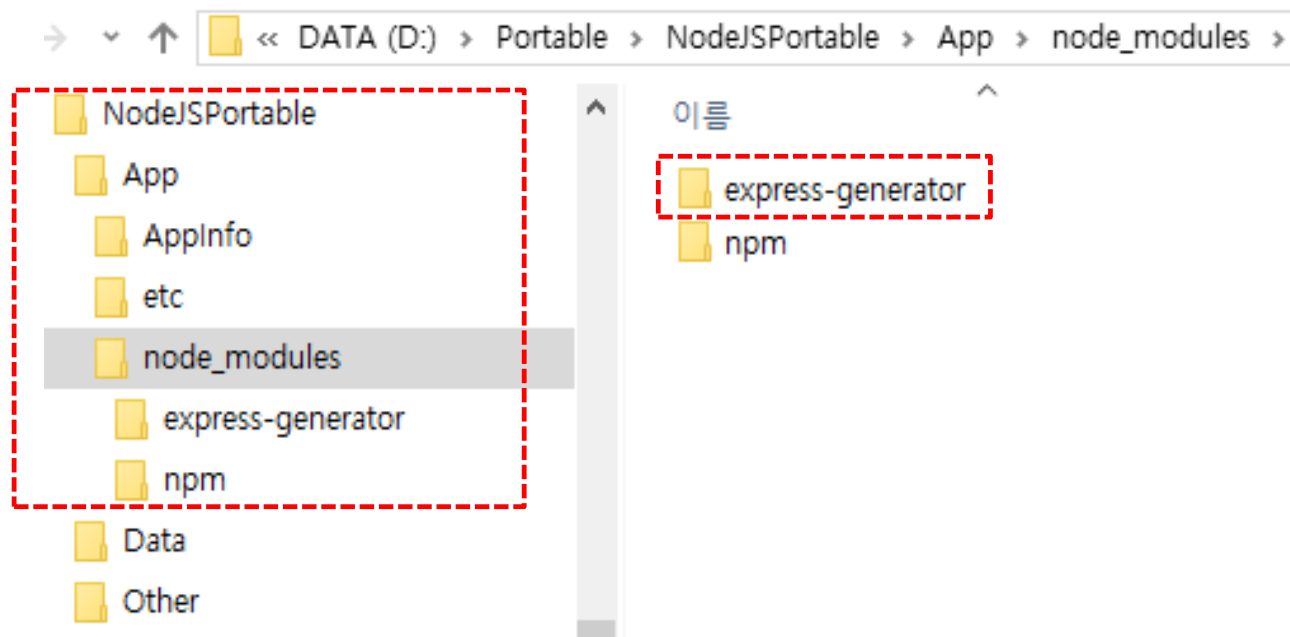 « DATA (D:) > Portable > NodeJSPortable > App > node_modules >
NodeJSPortable
App
AppInfo
etc
node_modules
express-generator
npm
Data
Other
이름
express-generator
npm